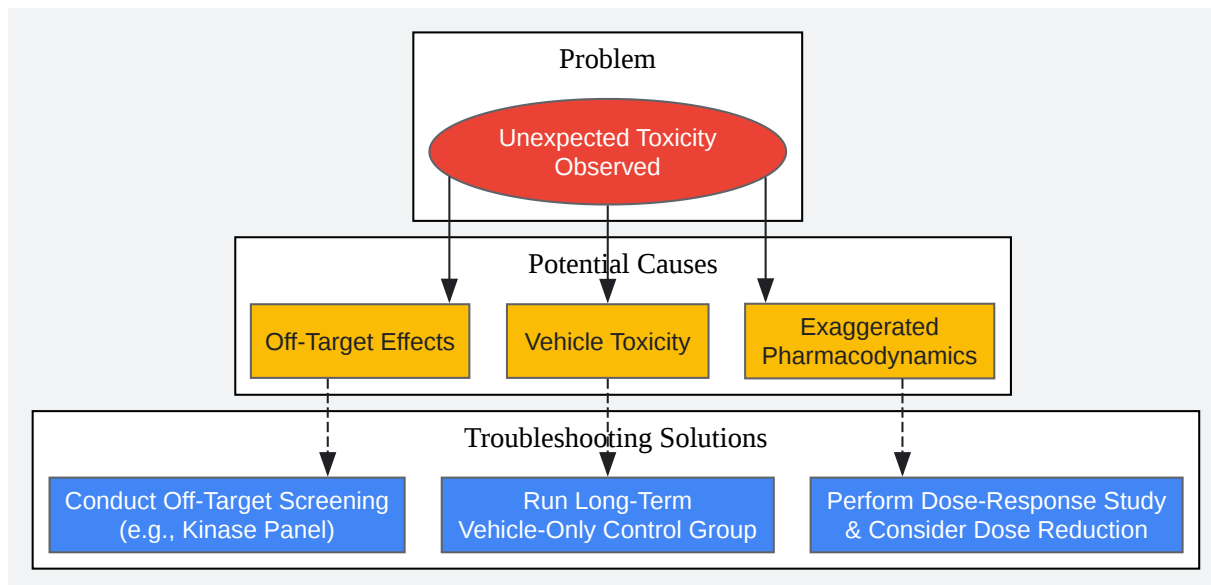 Problem
Unexpected Toxicity
Observed
Potential Causes
Off-Target Effects
Vehicle Toxicity
Exaggerated
Pharmacodynamics
Troubleshooting Solutions
Conduct Off-Target Screening
(e.g., Kinase Panel)
Run Long-Term
Vehicle-Only Control Group
Perform Dose-Response Study
& Consider Dose Reduction